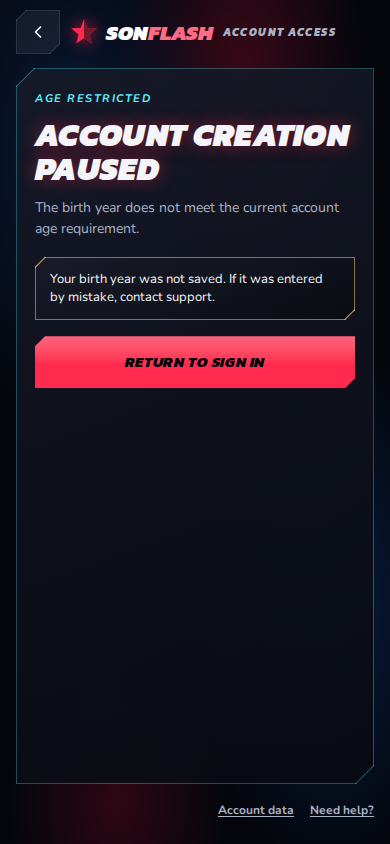 SONFLASH ACCOUNT ACCESS
AGE RESTRICTED
ACCOUNT CREATION
PAUSED
The birth year does not meet the current account
age requirement.
Your birth year was not saved. If it was entered
by mistake, contact support.
RETURN TO SIGN IN
Account data Need help?